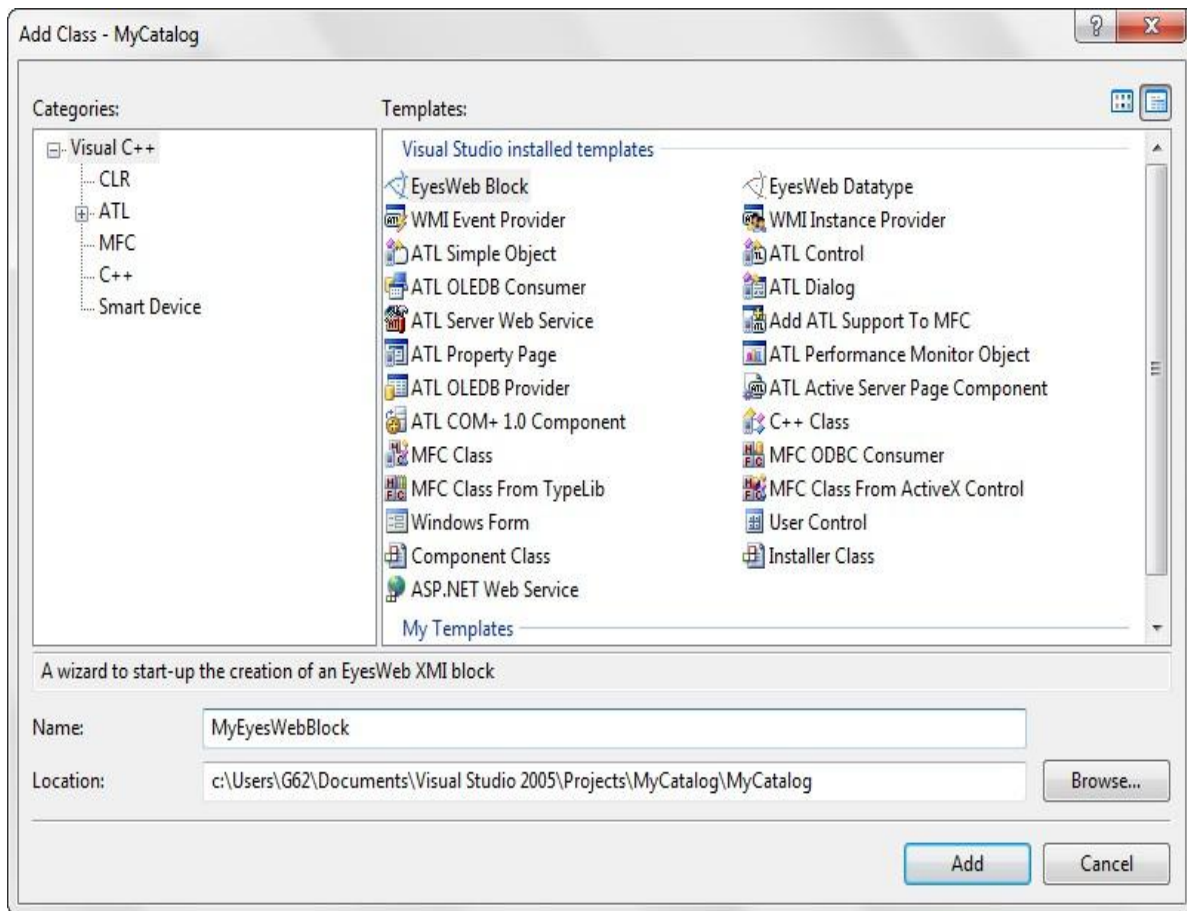 Add Class - MyCatalog
Categories:
Templates:
Visual C++
CLR
ATL
MFC
C++
Smart Device
Visual Studio installed templates
EyesWeb Block
EyesWeb Datatype
WMI Event Provider
WMI Instance Provider
ATL Simple Object
ATL Control
ATL OLEDB Consumer
ATL Dialog
ATL Server Web Service
Add ATL Support To MFC
ATL Property Page
ATL Performance Monitor Object
ATL OLEDB Provider
ATL Active Server Page Component
ATL COM+ 1.0 Component
C++ Class
MFC Class
MFC ODBC Consumer
MFC Class From TypeLib
MFC Class From ActiveX Control
Windows Form
User Control
Component Class
Installer Class
ASP.NET Web Service
My Templates
A wizard to start-up the creation of an EyesWeb XMI block
Name:
MyEyesWebBlock
Location:
c:\Users\G62\Documents\Visual Studio 2005\Projects\MyCatalog\MyCatalog
Browse...
Add
Cancel